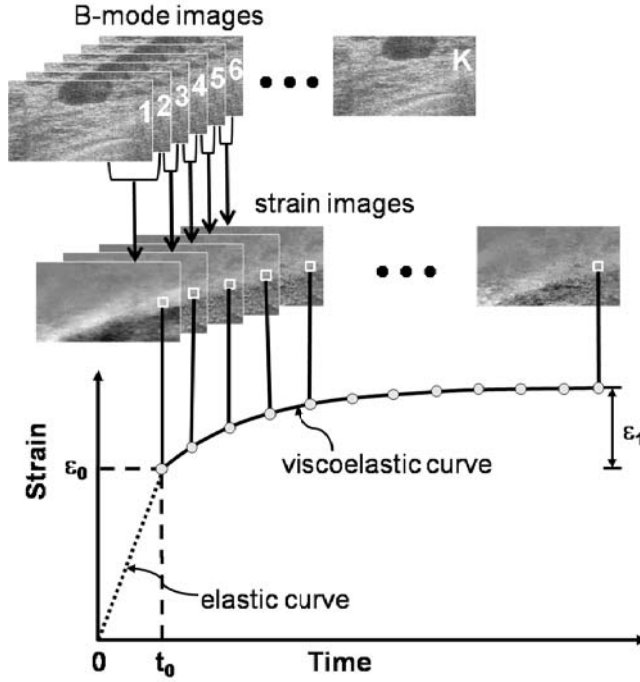 B-mode images
1 2 3 4 5 6 K
strain images
ε₁
viscoelastic curve
ε₀
Strain
elastic curve
0 t₀ Time